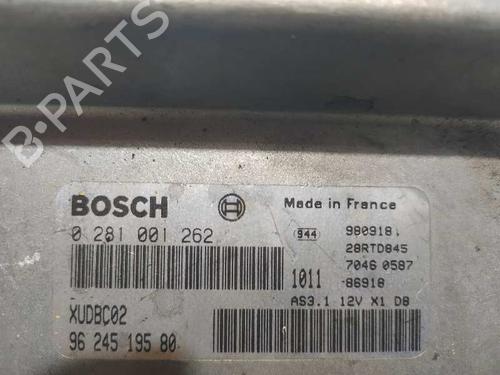 B-PARTS
BOSCH Made in France
0 281 001 262 944 980918.
28RTD845
7046 0587
1011 86918
AS3.1 12V X1 D8
XUDBC02
96 245 195 80